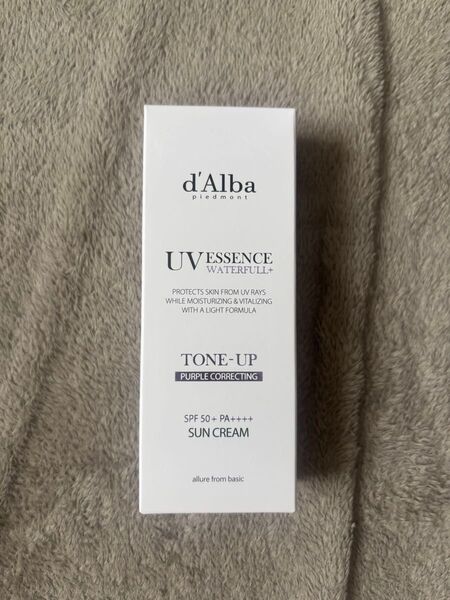 d'Alba
piedmont
UV ESSENCE
WATERFULL+
PROTECTS SKIN FROM UV RAYS
WHILE MOISTURIZING & VITALIZING
WITH A LIGHT FORMULA
TONE-UP
PURPLE CORRECTING
SPF 50+ PA++++
SUN CREAM
allure from basic